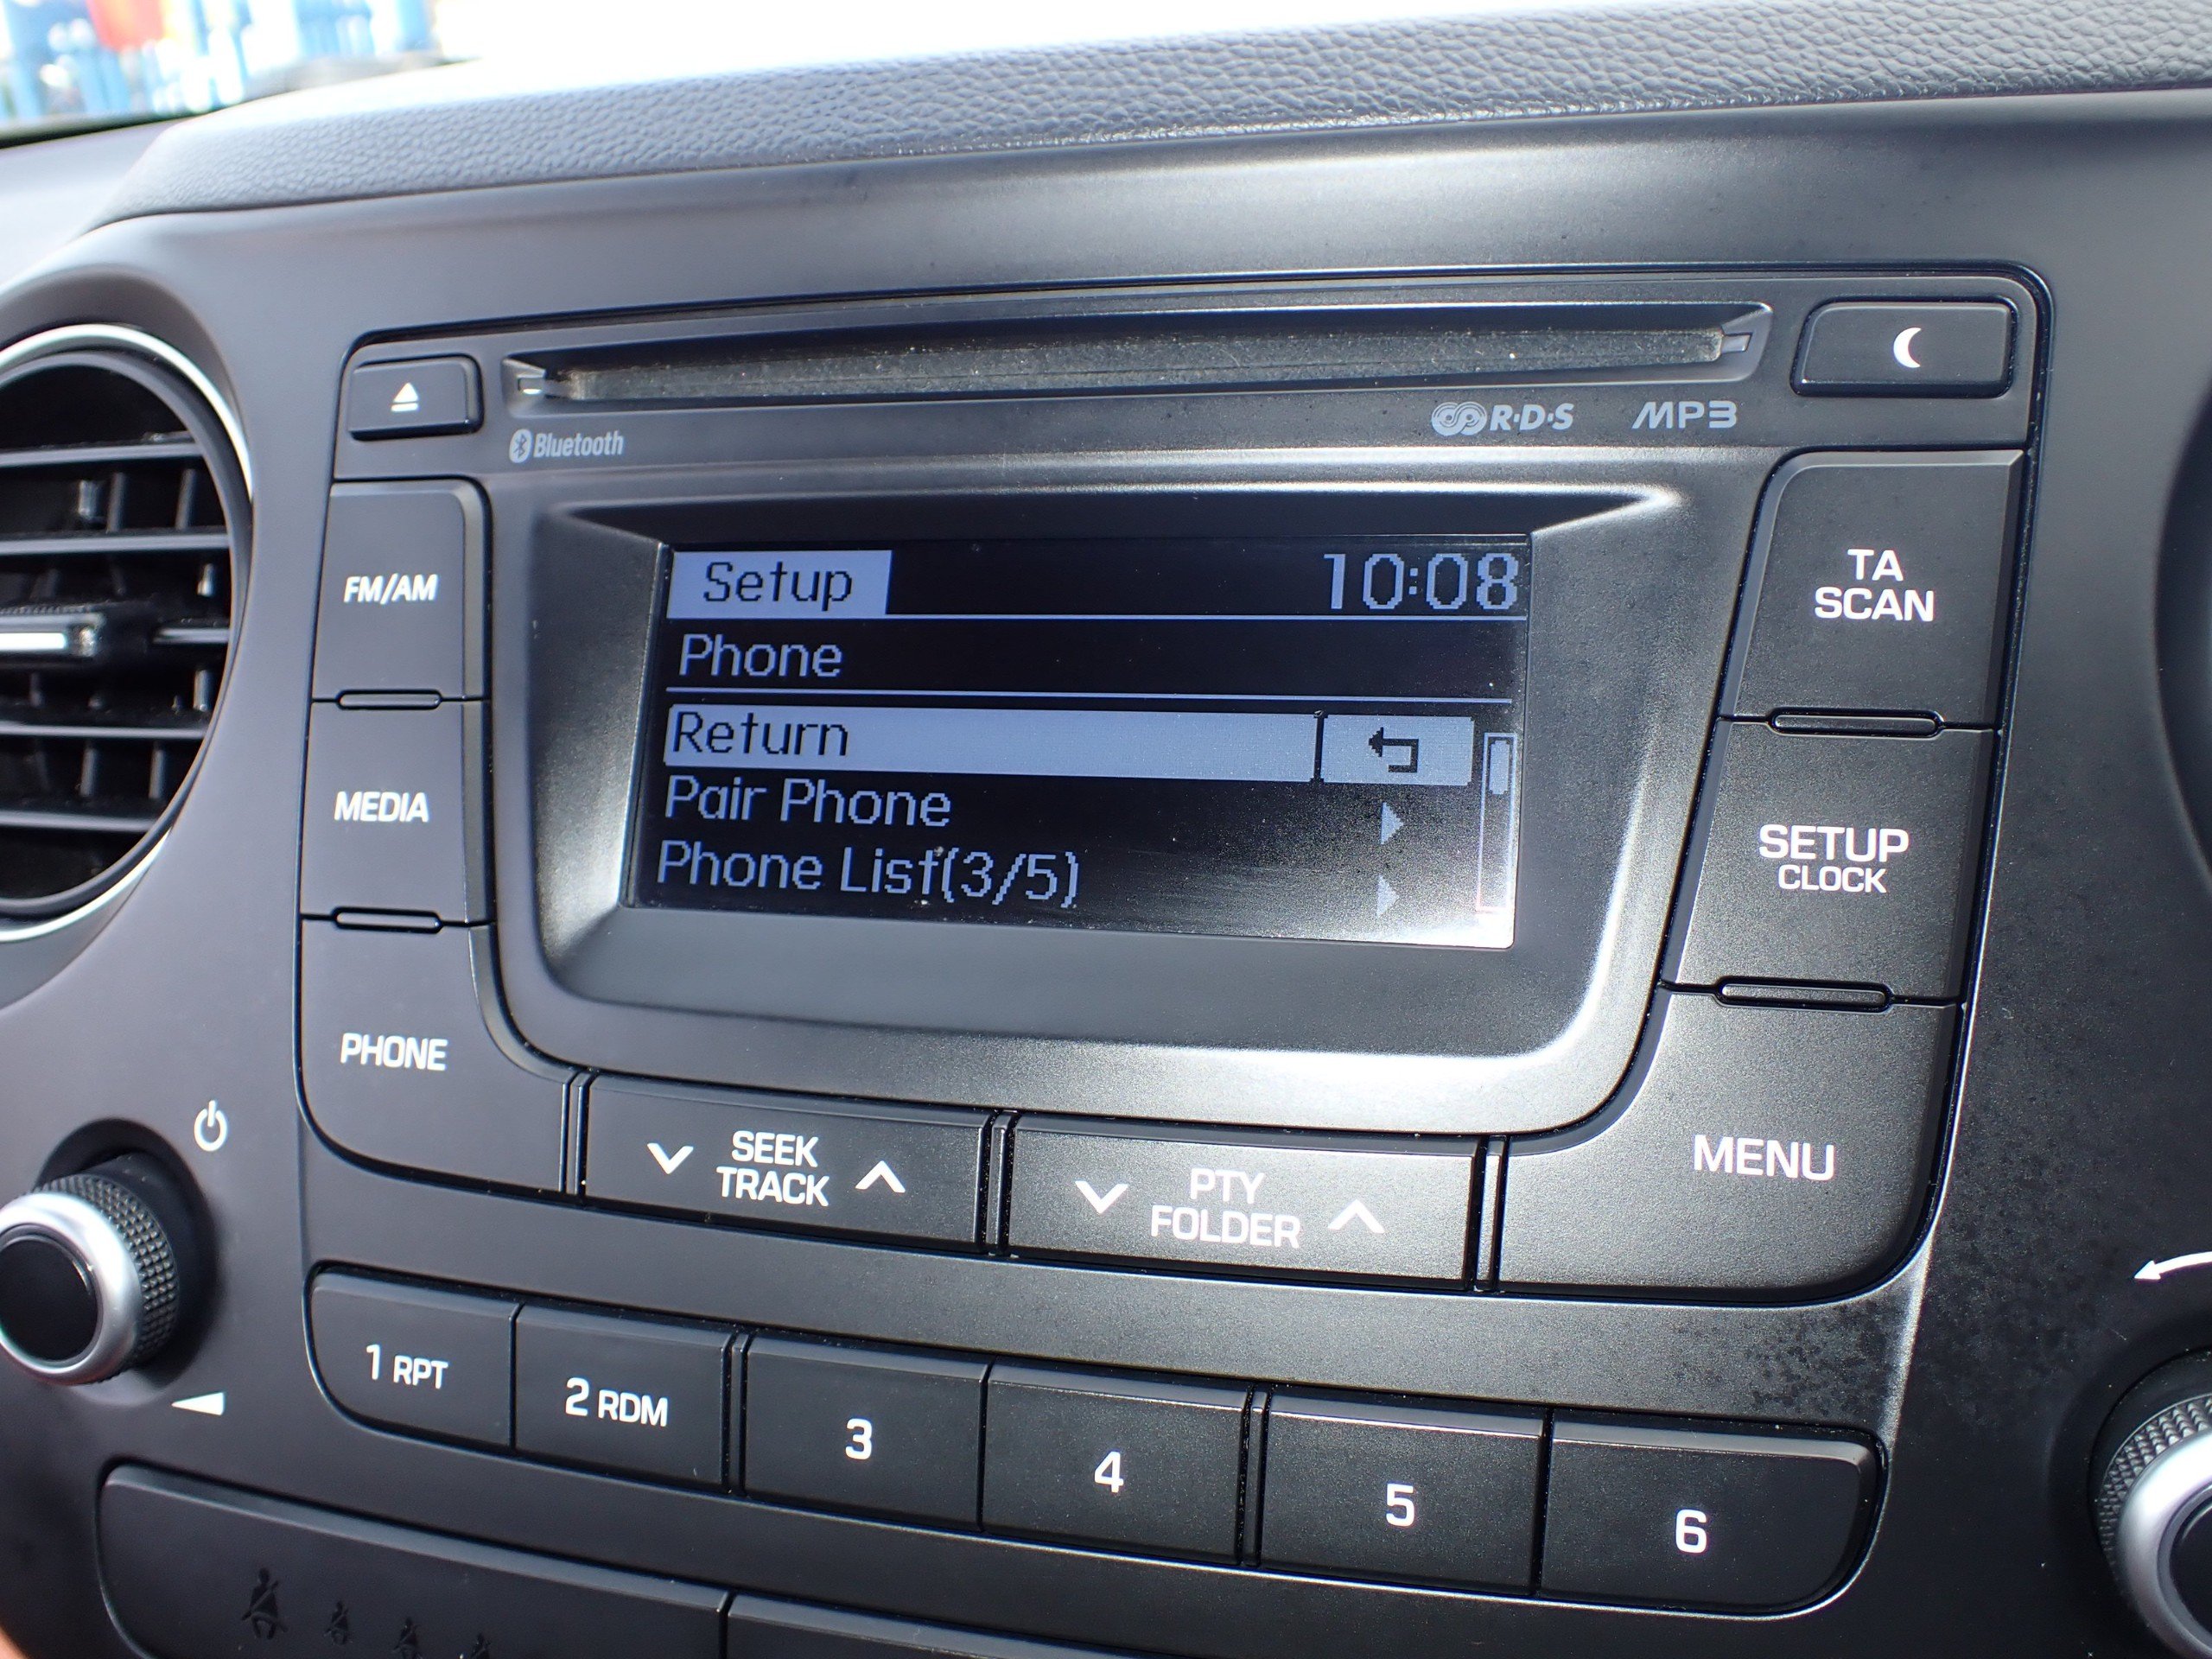 Bluetooth
R·D·S MP3
FM/AM
MEDIA
PHONE
Setup 10:08
Phone
Return
Pair Phone
Phone List(3/5)
TA
SCAN
SETUP
CLOCK
MENU
SEEK
TRACK
PTY
FOLDER
1 RPT
2 RDM
3
4
5
6